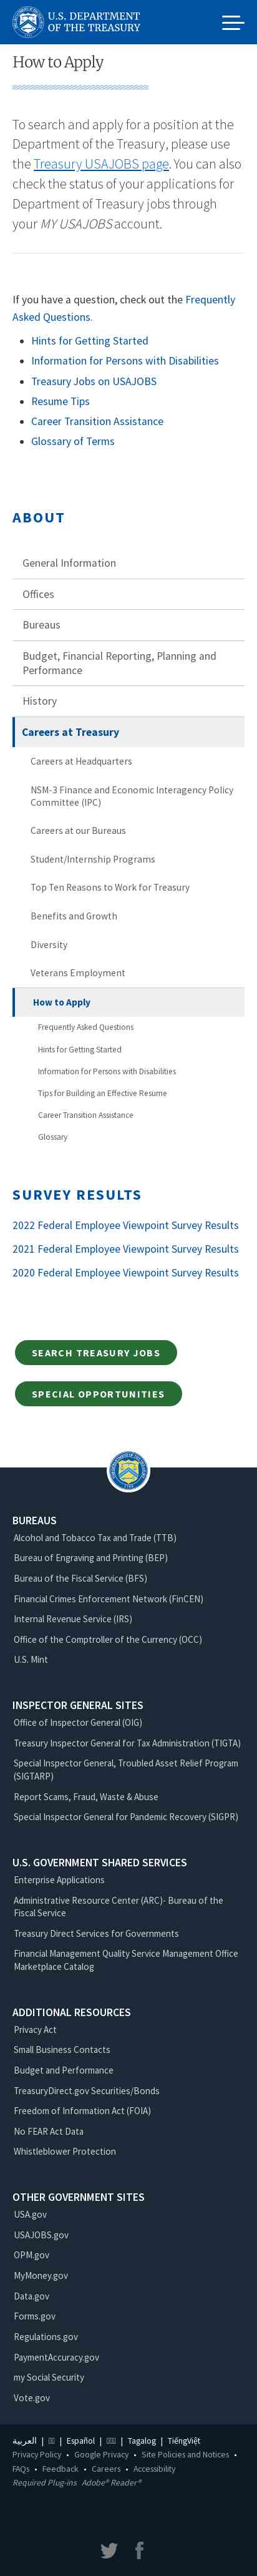 U.S. DEPARTMENT
OF THE TREASURY
How to Apply
To search and apply for a position at the
Department of the Treasury, please use
the Treasury USAJOBS page. You can also
check the status of your applications for
Department of Treasury jobs through
your MY USAJOBS account.
If you have a question, check out the Frequently
Asked Questions.
• Hints for Getting Started
• Information for Persons with Disabilities
• Treasury Jobs on USAJOBS
• Resume Tips
• Career Transition Assistance
• Glossary of Terms
ABOUT
General Information
Offices
Bureaus
Budget, Financial Reporting, Planning and
Performance
History
Careers at Treasury
Careers at Headquarters
NSM-3 Finance and Economic Interagency Policy
Committee (IPC)
Careers at our Bureaus
Student/Internship Programs
Top Ten Reasons to Work for Treasury
Benefits and Growth
Diversity
Veterans Employment
How to Apply
Frequently Asked Questions
Hints for Getting Started
Information for Persons with Disabilities
Tips for Building an Effective Resume
Career Transition Assistance
Glossary
SURVEY RESULTS
2022 Federal Employee Viewpoint Survey Results
2021 Federal Employee Viewpoint Survey Results
2020 Federal Employee Viewpoint Survey Results
SEARCH TREASURY JOBS
SPECIAL OPPORTUNITIES
BUREAUS
Alcohol and Tobacco Tax and Trade (TTB)
Bureau of Engraving and Printing (BEP)
Bureau of the Fiscal Service (BFS)
Financial Crimes Enforcement Network (FinCEN)
Internal Revenue Service (IRS)
Office of the Comptroller of the Currency (OCC)
U.S. Mint
INSPECTOR GENERAL SITES
Office of Inspector General (OIG)
Treasury Inspector General for Tax Administration (TIGTA)
Special Inspector General, Troubled Asset Relief Program
(SIGTARP)
Report Scams, Fraud, Waste & Abuse
Special Inspector General for Pandemic Recovery (SIGPR)
U.S. GOVERNMENT SHARED SERVICES
Enterprise Applications
Administrative Resource Center (ARC)- Bureau of the
Fiscal Service
Treasury Direct Services for Governments
Financial Management Quality Service Management Office
Marketplace Catalog
ADDITIONAL RESOURCES
Privacy Act
Small Business Contacts
Budget and Performance
TreasuryDirect.gov Securities/Bonds
Freedom of Information Act (FOIA)
No FEAR Act Data
Whistleblower Protection
OTHER GOVERNMENT SITES
USA.gov
USAJOBS.gov
OPM.gov
MyMoney.gov
Data.gov
Forms.gov
Regulations.gov
PaymentAccuracy.gov
my Social Security
Vote.gov
العربية | | Español | | Tagalog | TiếngViệt
Privacy Policy • Google Privacy • Site Policies and Notices •
FAQs • Feedback • Careers • Accessibility
Required Plug-ins Adobe® Reader®